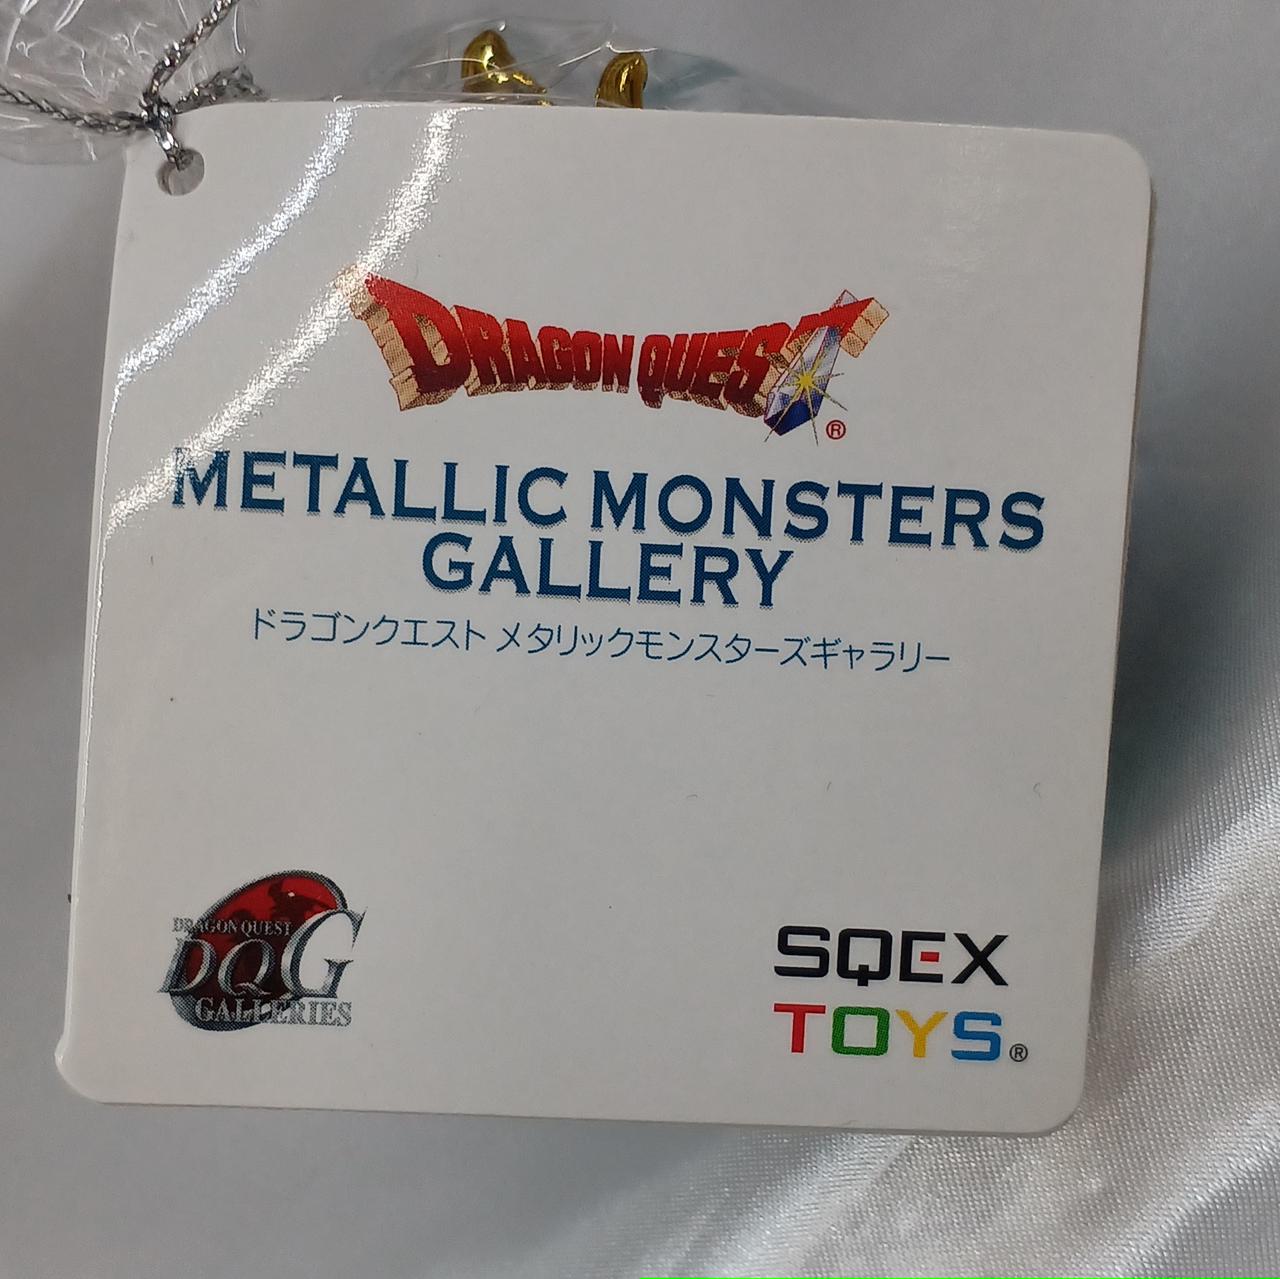 DRAGON QUEST
®
METALLIC MONSTERS
GALLERY
ドラゴンクエスト メタリックモンスターズギャラリー
DRAGON QUEST
DQG
GALLERIES
SQEX
TOYS®